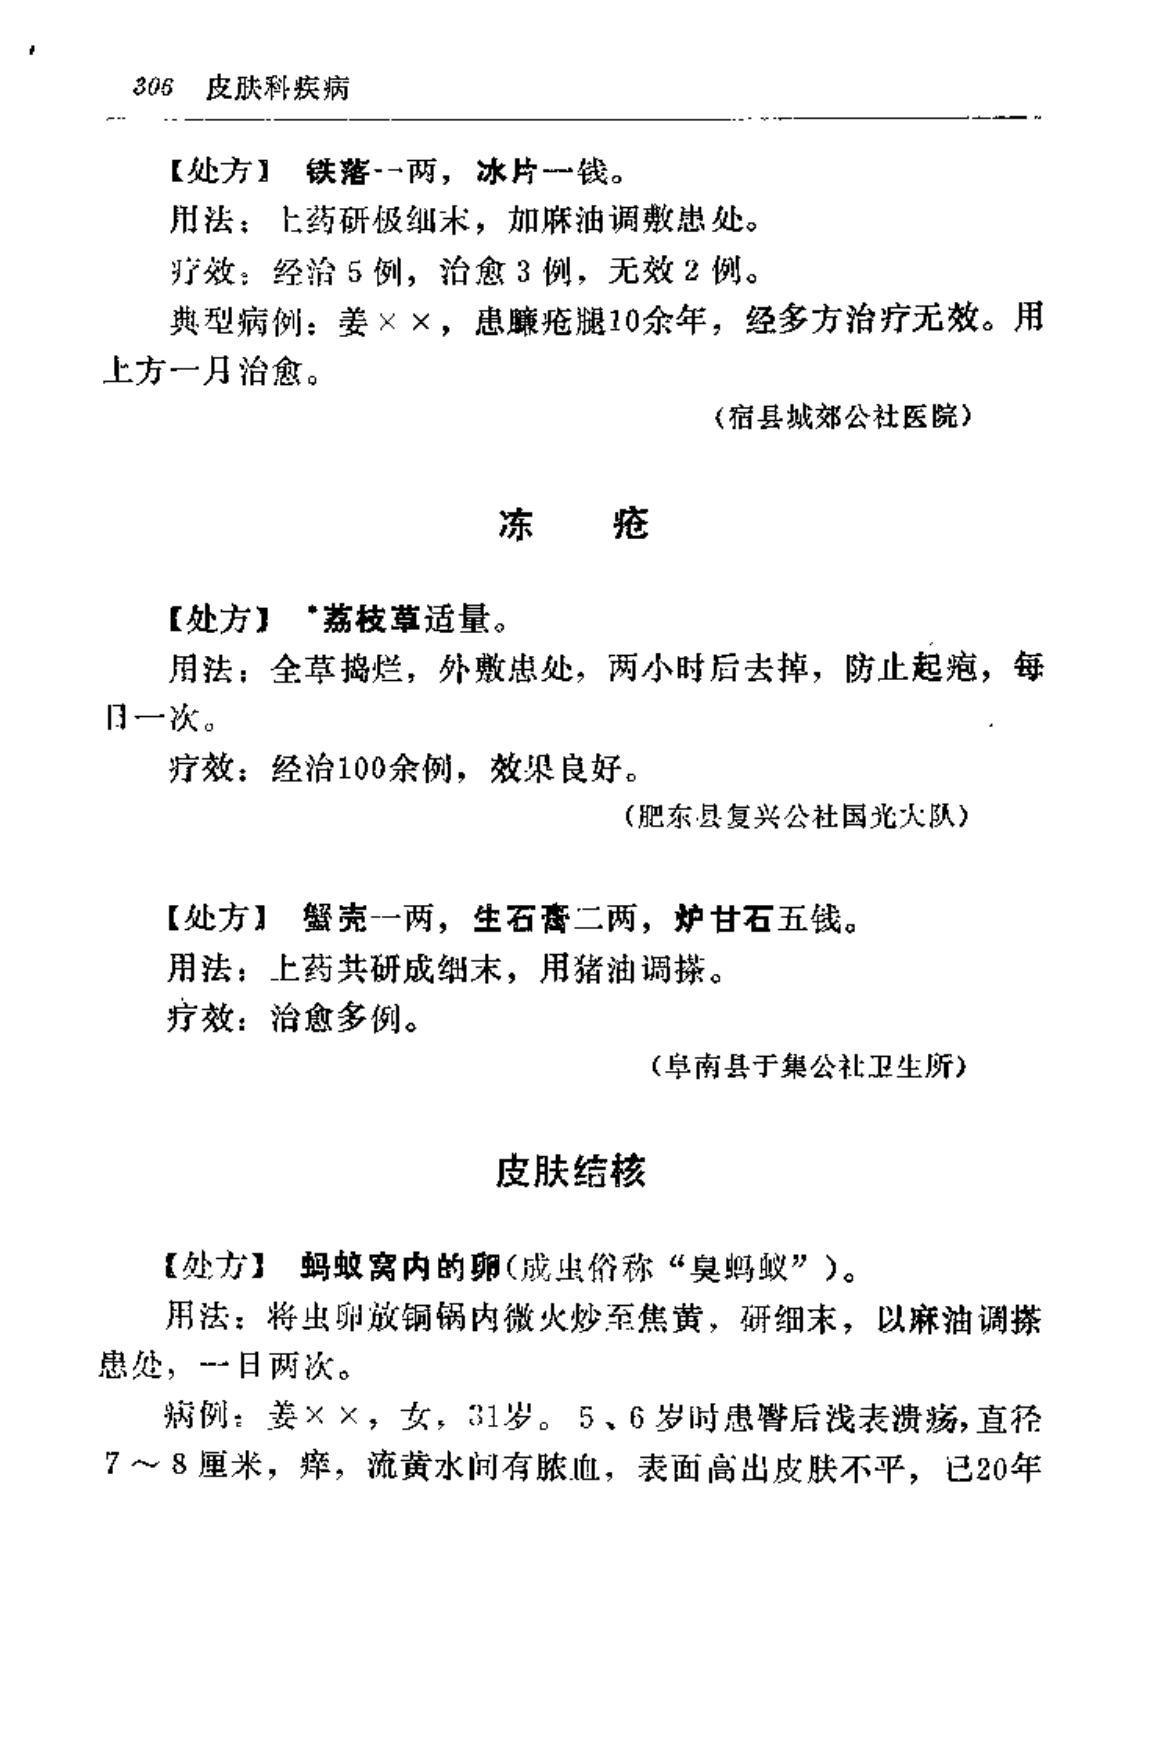 306 皮肤科疾病
【处方】 铁落一两，冰片一钱。
用法：上药研极细末，加麻油调敷患处。
疗效：经治5例，治愈3例，无效2例。
典型病例：姜××，患臁疮腿10余年，经多方治疗无效。用
上方一月治愈。
（宿县城郊公社医院）
冻 疮
【处方】 *荔枝草适量。
用法：全草捣烂，外敷患处，两小时后去掉，防止起疱，每
日一次。
疗效：经治100余例，效果良好。
（肥东县复兴公社国光大队）
【处方】 蟹壳一两，生石膏二两，炉甘石五钱。
用法：上药共研成细末，用猪油调搽。
疗效：治愈多例。
（阜南县于集公社卫生所）
皮肤结核
【处方】 蚂蚁窝内的卵(成虫俗称“臭蚂蚁”)。
用法：将虫卵放铜锅内微火炒至焦黄，研细末，以麻油调搽
患处，一日两次。
病例：姜××，女，31岁。5、6岁时患臀后浅表溃疡，直径
7～8厘米，痒，流黄水间有脓血，表面高出皮肤不平，已20年